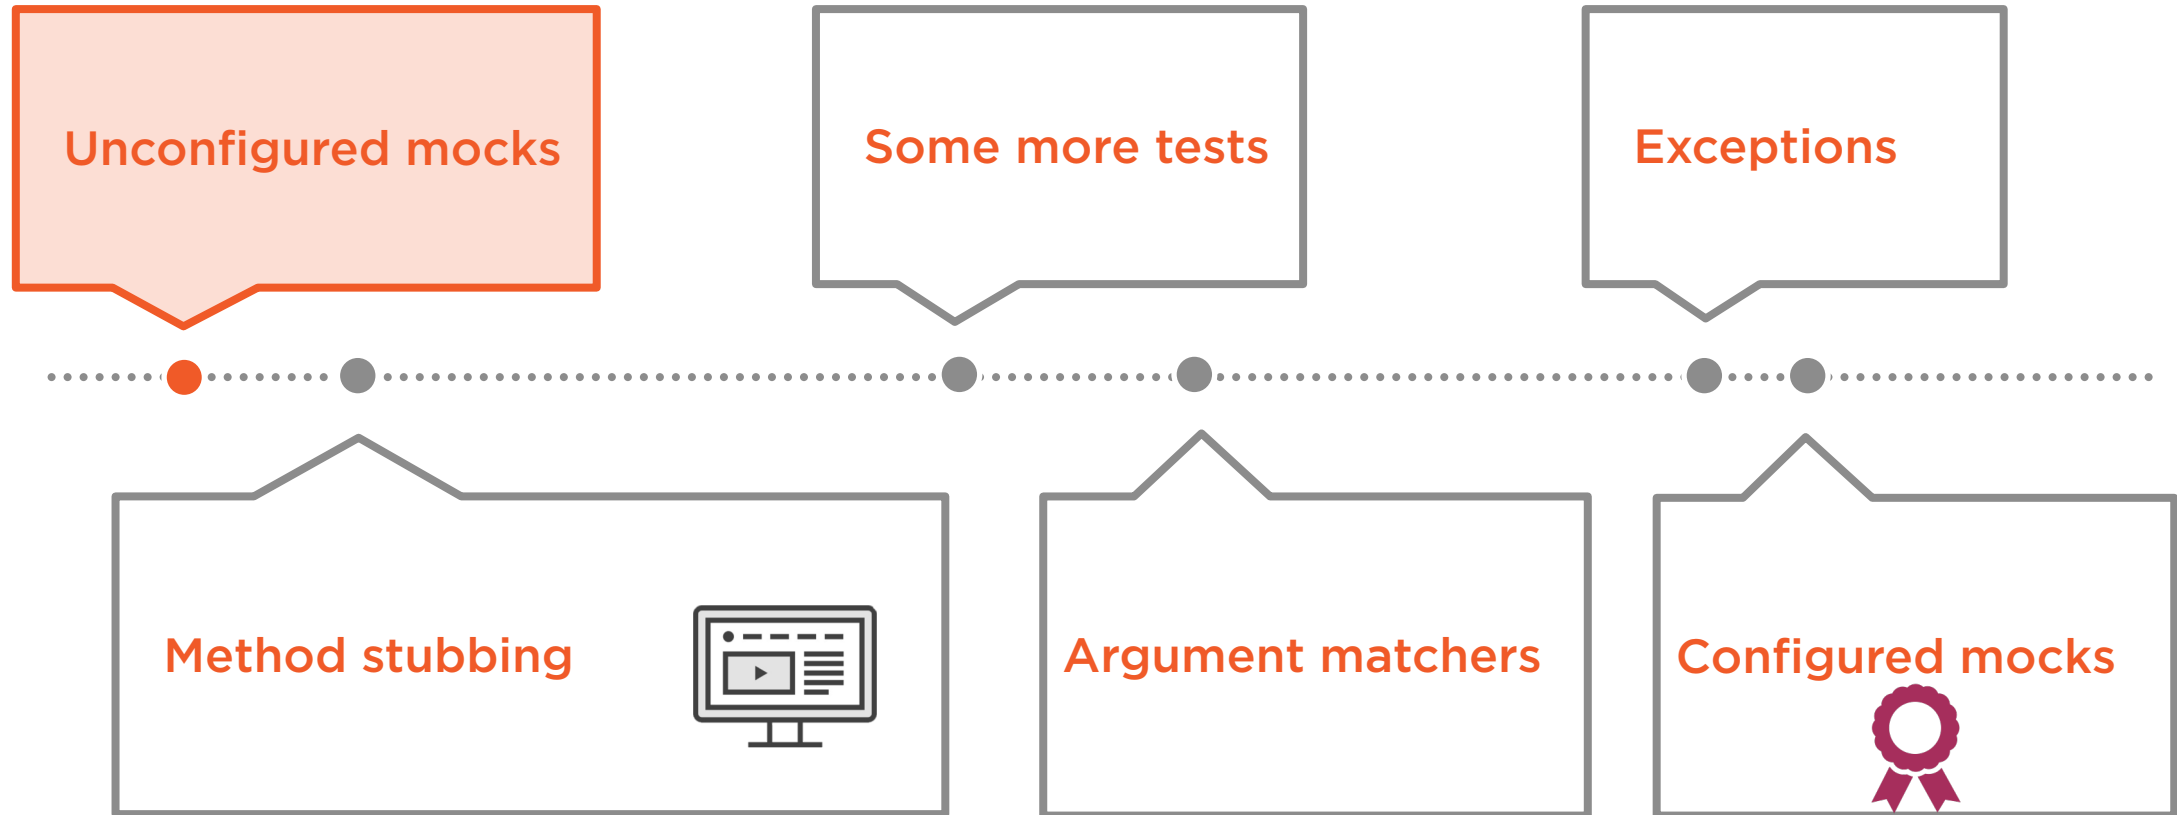 Unconfigured mocks
Some more tests
Exceptions
Method stubbing
Argument matchers
Configured mocks